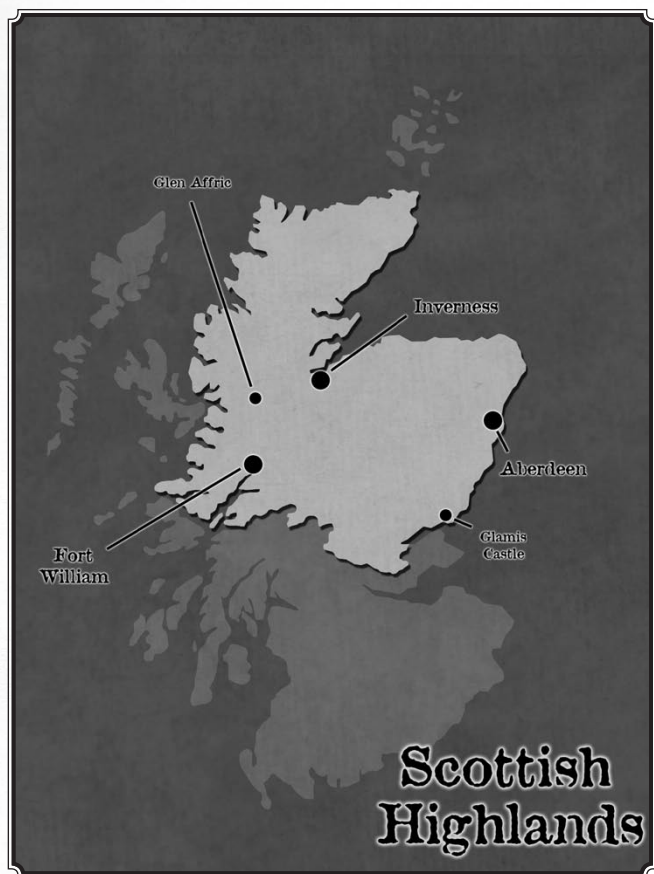 Glen Affric
Inverness
Aberdeen
Glamis
Castle
Fort
William
Scottish
Highlands